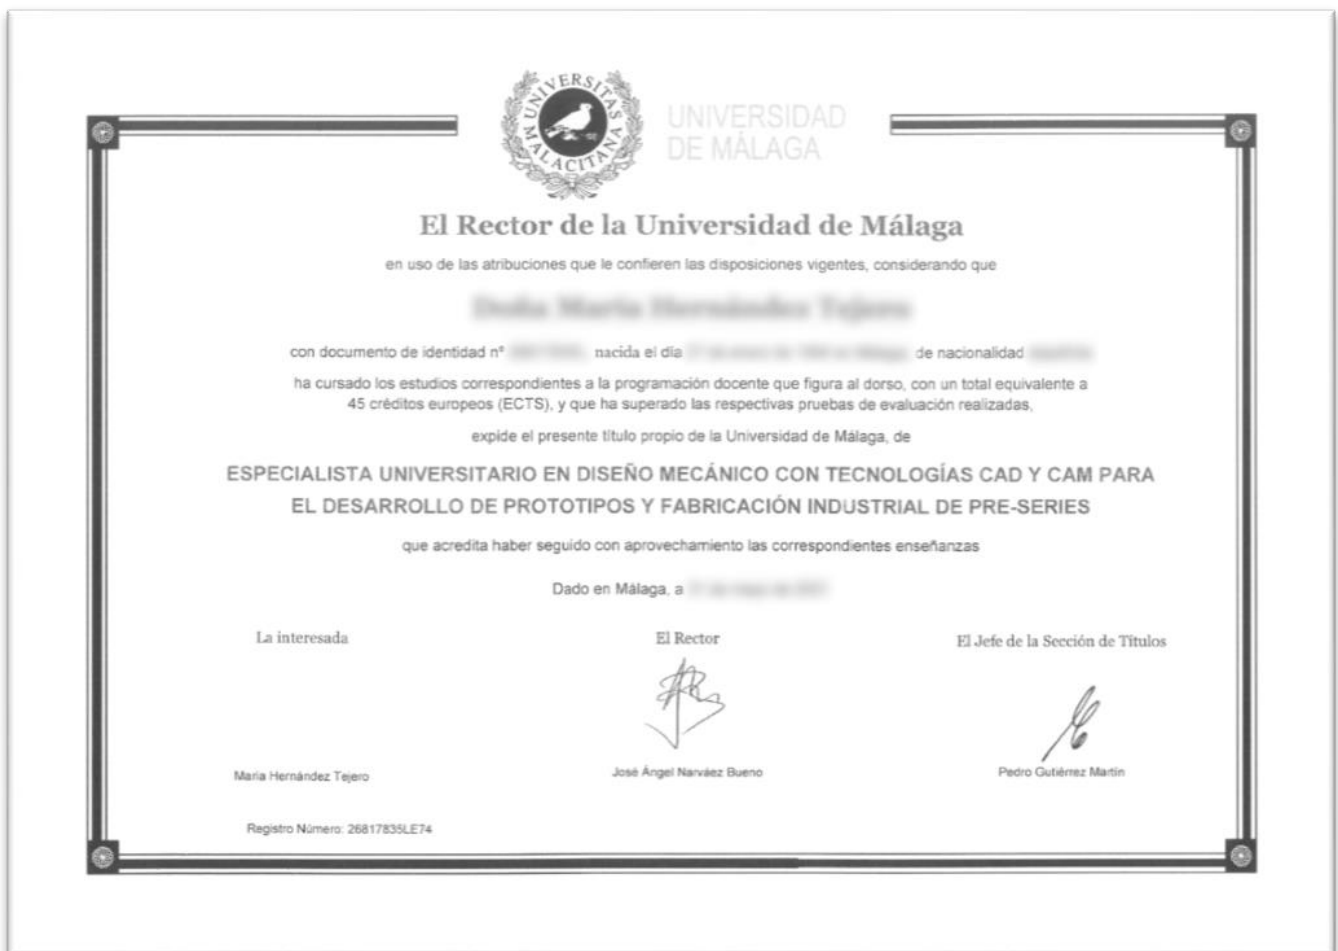 UNIVERSITAS MALACITANA
UNIVERSIDAD
DE MÁLAGA
El Rector de la Universidad de Málaga
en uso de las atribuciones que le confieren las disposiciones vigentes, considerando que
con documento de identidad nº nacida el día de nacionalidad
ha cursado los estudios correspondientes a la programación docente que figura al dorso, con un total equivalente a
45 créditos europeos (ECTS), y que ha superado las respectivas pruebas de evaluación realizadas,
expide el presente título propio de la Universidad de Málaga, de
ESPECIALISTA UNIVERSITARIO EN DISEÑO MECÁNICO CON TECNOLOGÍAS CAD Y CAM PARA
EL DESARROLLO DE PROTOTIPOS Y FABRICACIÓN INDUSTRIAL DE PRE-SERIES
que acredita haber seguido con aprovechamiento las correspondientes enseñanzas
Dado en Málaga, a
La interesada
El Rector
El Jefe de la Sección de Títulos
María Hernández Tejero
José Ángel Narváez Bueno
Pedro Gutiérrez Martín
Registro Número: 26817835LE74